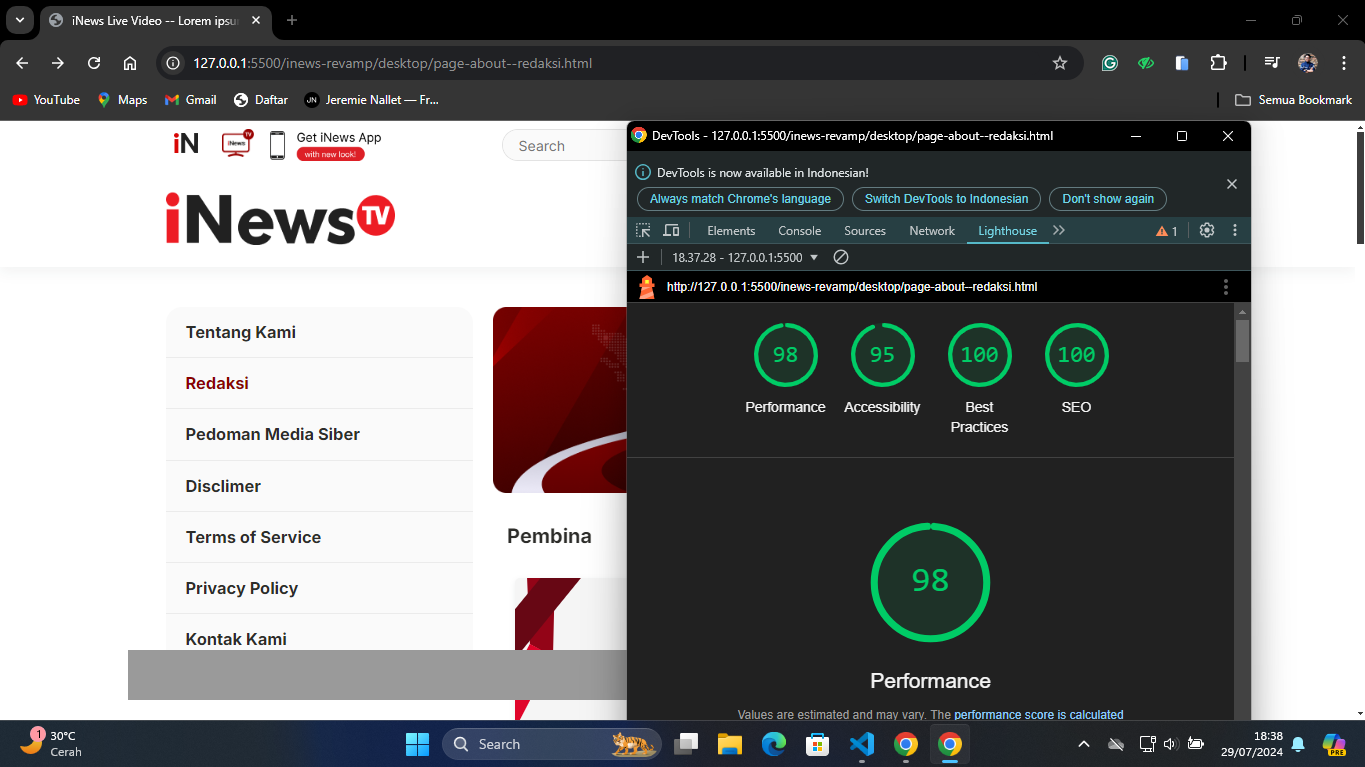 iNews Live Video -- Lorem ipsu
127.0.0.1:5500/inews-revamp/desktop/page-about--redaksi.html
YouTube
Maps
Gmail
Daftar
JN
Jeremie Nallet — Fr...
Semua Bookmark
iN
iNews
TV
Get iNews App
with new look!
Search
iNews TV
Tentang Kami
Redaksi
Pedoman Media Siber
Disclimer
Terms of Service
Privacy Policy
Kontak Kami
Pembina
DevTools - 127.0.0.1:5500/inews-revamp/desktop/page-about--redaksi.html
DevTools is now available in Indonesian!
Always match Chrome's language
Switch DevTools to Indonesian
Don't show again
Elements
Console
Sources
Network
Lighthouse
1
18.37.28 - 127.0.0.1:5500
http://127.0.0.1:5500/inews-revamp/desktop/page-about--redaksi.html
98
95
100
100
Performance
Accessibility
Best
Practices
SEO
98
Performance
Values are estimated and may vary. The performance score is calculated
1
30°C
Cerah
Search
18:38
29/07/2024
PRE